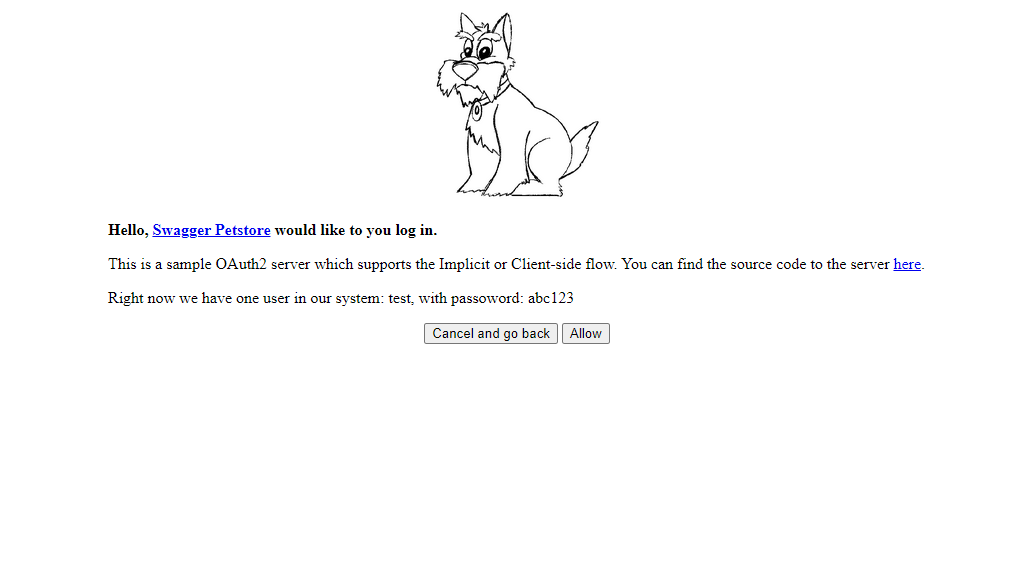 Hello, Swagger Petstore would like to you log in.
This is a sample OAuth2 server which supports the Implicit or Client-side flow. You can find the source code to the server here.
Right now we have one user in our system: test, with passoword: abc123
Cancel and go back Allow